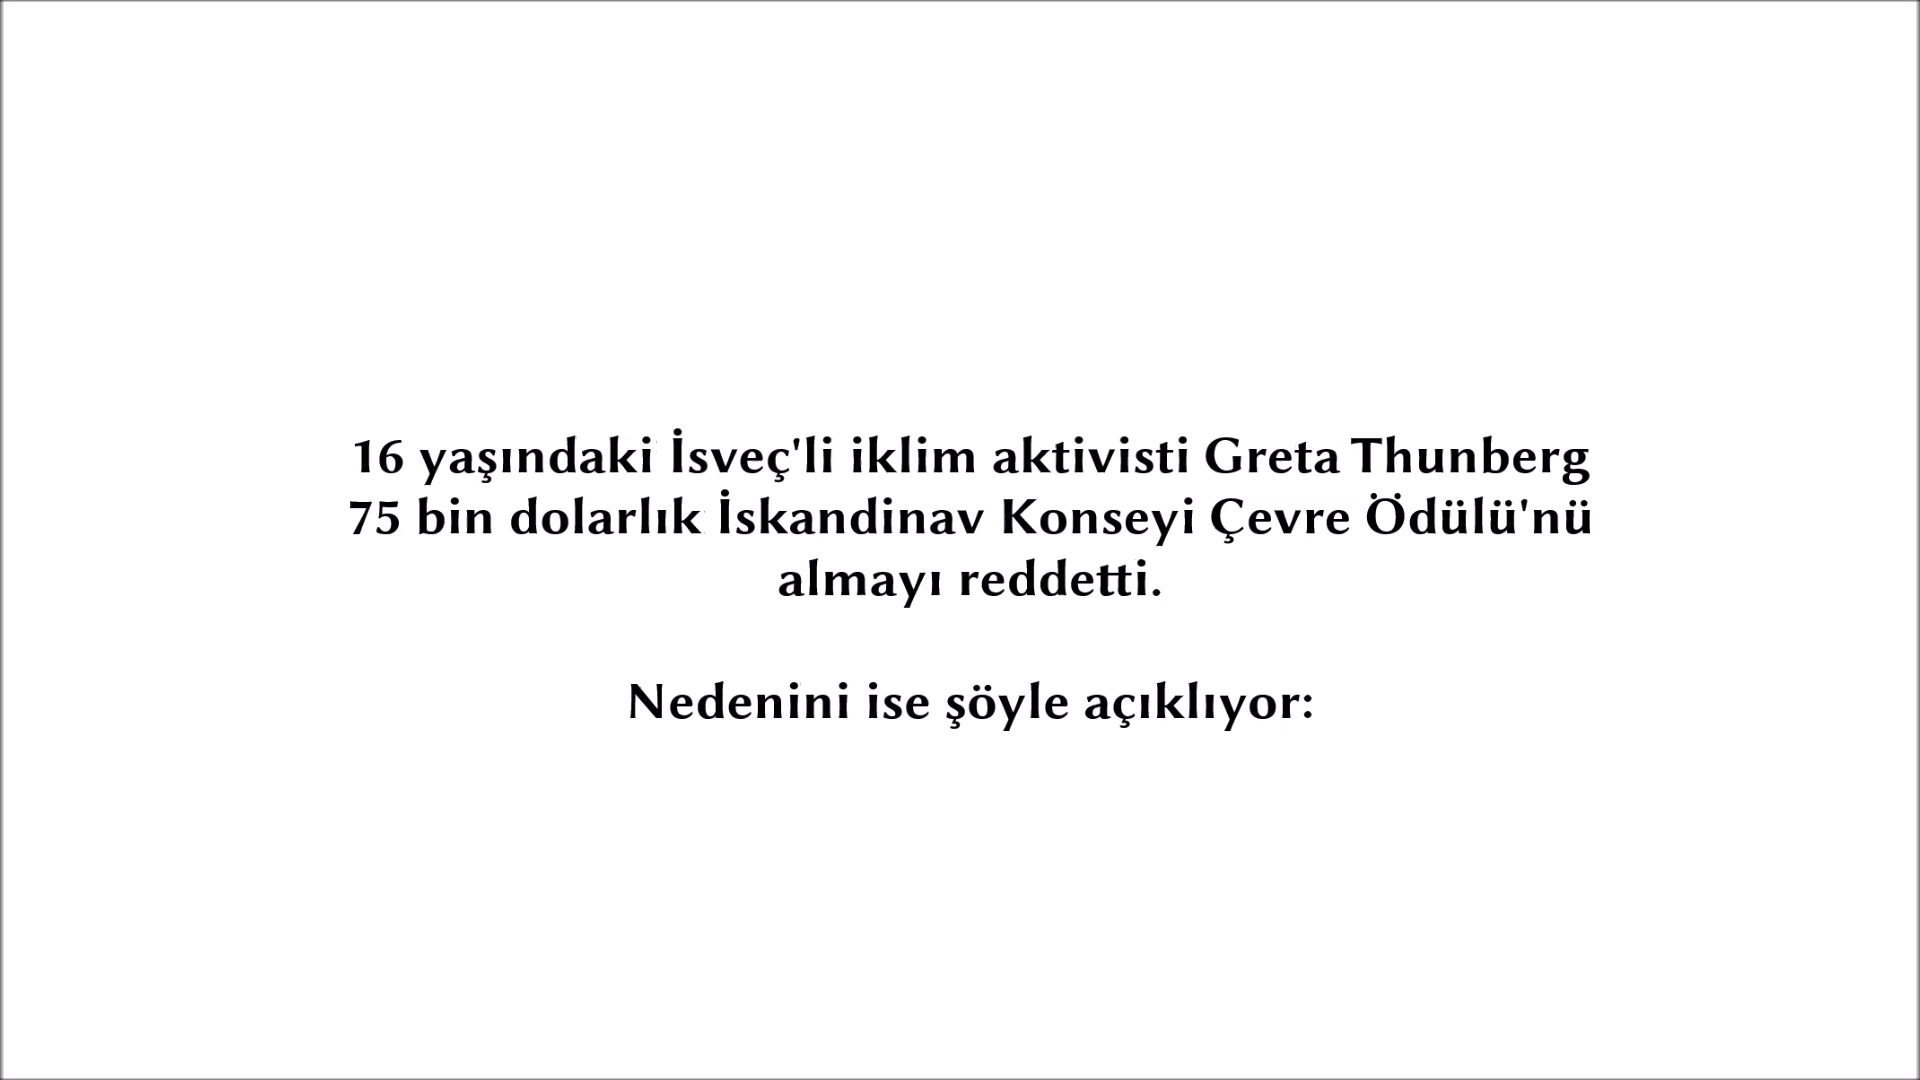 16 yaşındaki İsveç'li iklim aktivisti Greta Thunberg
75 bin dolarlık İskandinav Konseyi Çevre Ödülü'nü
almayı reddetti.
Nedenini ise şöyle açıklıyor: